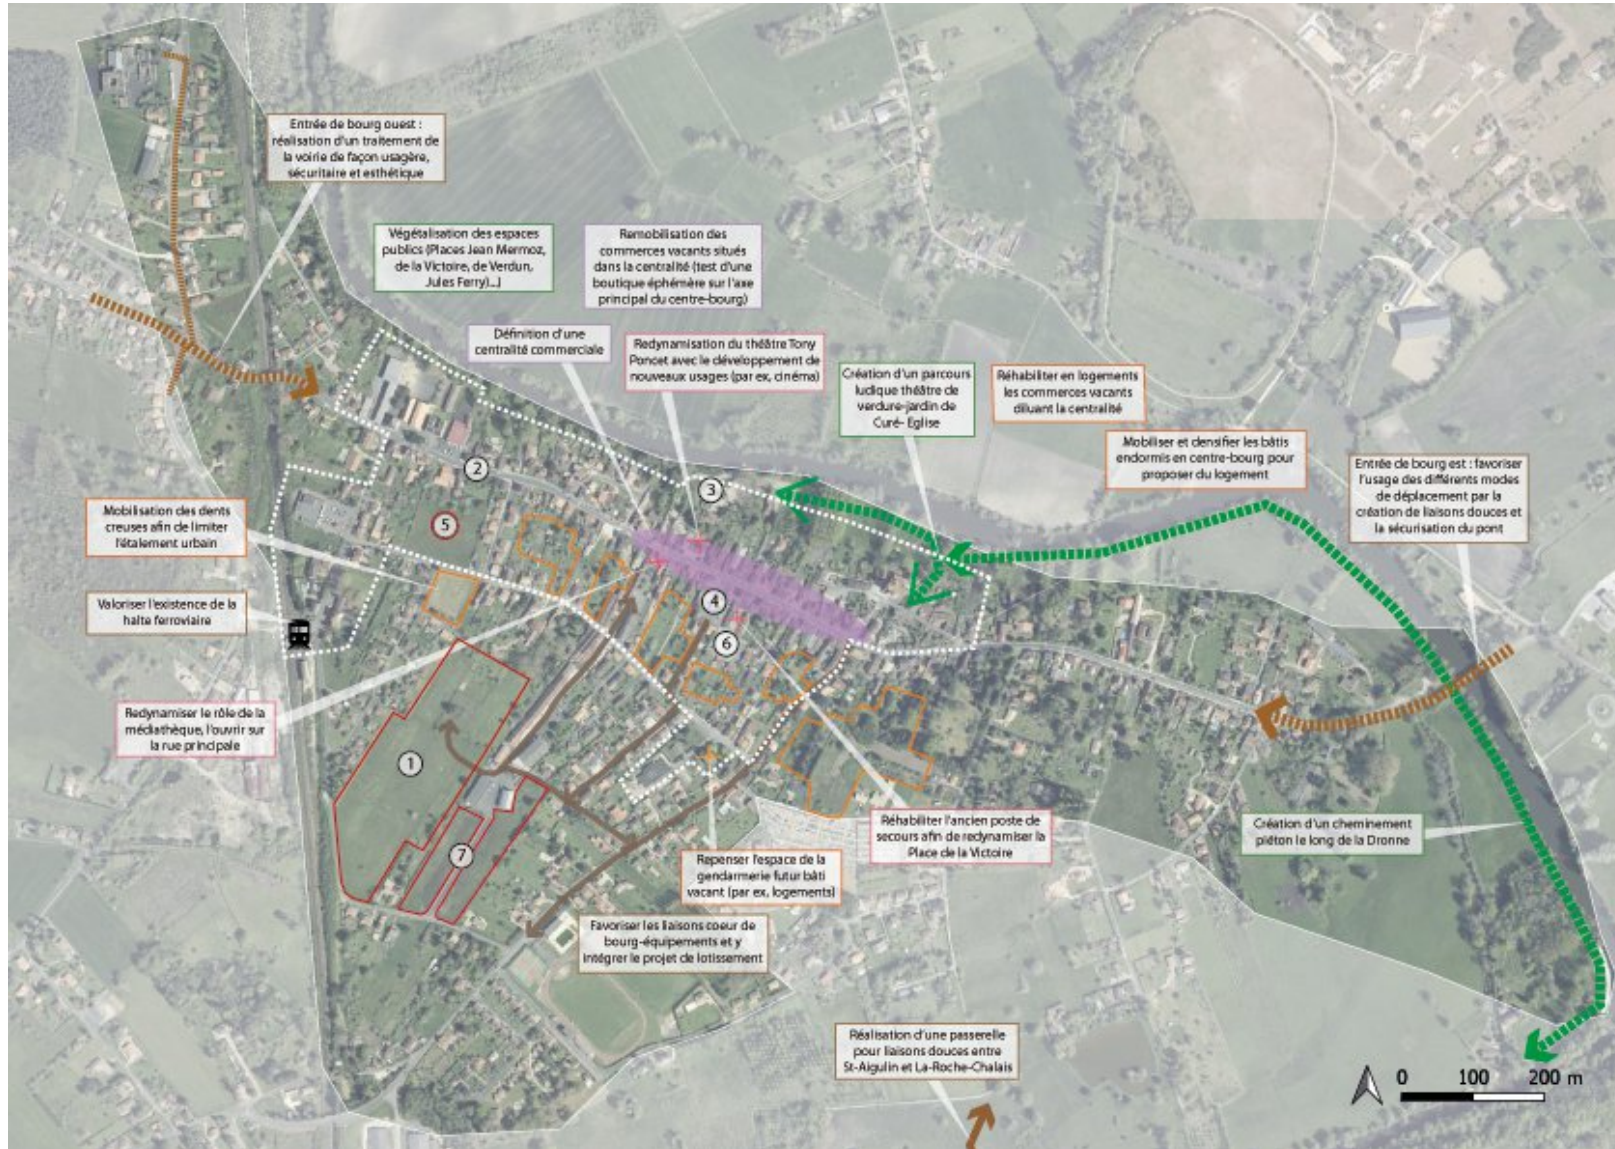 Entrée de bourg ouest :
réalisation d'un traitement de
la voirie de façon usagère,
sécuritaire et esthétique
Végétalisation des espaces
publics (Places Jean Mermoz,
de la Victoire, de Verdun,
Jules Ferry)...)
Remobilisation des
commerces vacants situés
dans la centralité (test d'une
boutique éphémère sur l'axe
principal du centre-bourg)
Définition d'une
centralité commerciale
Redynamisation du théâtre Tony
Poncet avec le développement de
nouveaux usages (par ex, cinéma)
Création d'un parcours
ludique théâtre de
verdure-jardin de
Curé- Eglise
Réhabiliter en logements
les commerces vacants
diluant la centralité
Mobiliser et densifier les bâtis
endormis en centre-bourg pour
proposer du logement
Entrée de bourg est : favoriser
l'usage des différents modes
de déplacement par la
création de liaisons douces et
la sécurisation du pont
Mobilisation des dents
creuses afin de limiter
l'étalement urbain
Valoriser l'existence de la
halte ferroviaire
Redynamiser le rôle de la
médiathèque, l'ouvrir sur
la rue principale
2
3
5
4
6
1
7
Réhabiliter l'ancien poste de
secours afin de redynamiser la
Place de la Victoire
Création d'un cheminement
piéton le long de la Dronne
Repenser l'espace de la
gendarmerie futur bâti
vacant (par ex, logements)
Favoriser les liaisons coeur de
bourg-équipements et y
intégrer le projet de lotissement
Réalisation d'une passerelle
pour liaisons douces entre
St-Aigulin et La-Roche-Chalais
0 100 200 m